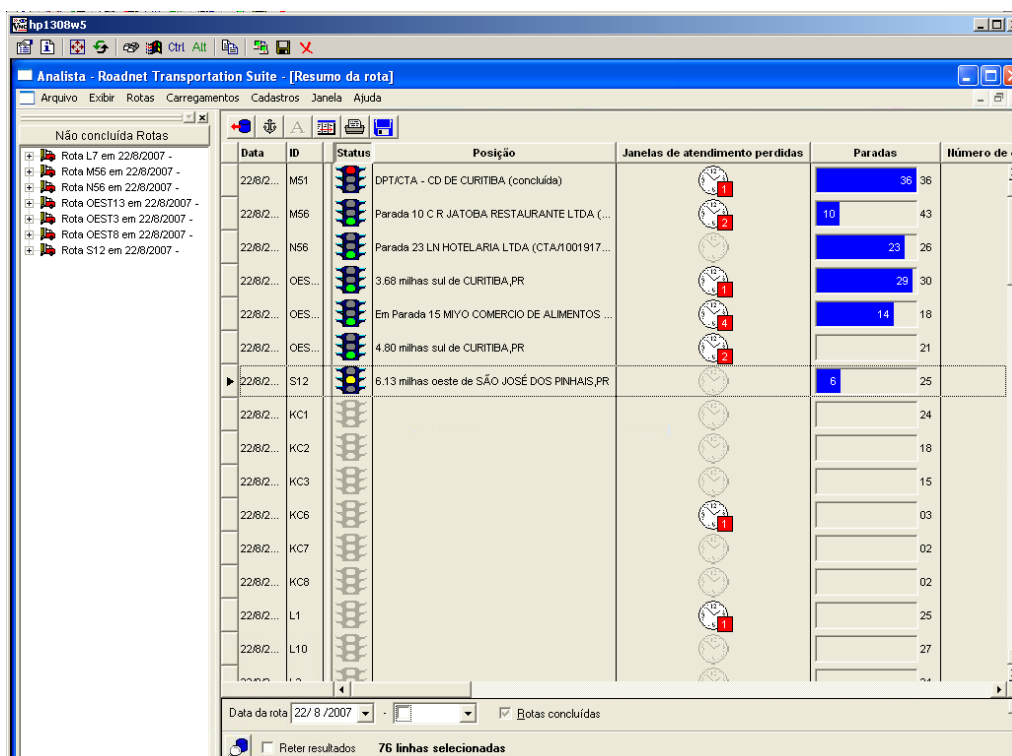 hp1308w5
Ctrl Alt
Analista - Roadnet Transportation Suite - [Resumo da rota]
Arquivo Exibir Rotas Carregamentos Cadastros Janela Ajuda
Não concluída Rotas
Rota L7 em 22/8/2007 -
Rota M56 em 22/8/2007 -
Rota N56 em 22/8/2007 -
Rota OEST13 em 22/8/2007 -
Rota OEST3 em 22/8/2007 -
Rota OEST8 em 22/8/2007 -
Rota S12 em 22/8/2007 -
A
Data ID Status Posição Janelas de atendimento perdidas Paradas Número de
22/8/2... M51 DPT/CTA - CD DE CURITIBA (concluída) 1 36 36
22/8/2... M56 Parada 10 C R JATOBA RESTAURANTE LTDA (... 2 10 43
22/8/2... N56 Parada 23 LN HOTELARIA LTDA (CTA/1001917... 23 26
22/8/2... OES... 3.68 milhas sul de CURITIBA,PR 1 29 30
22/8/2... OES... Em Parada 15 MIYO COMERCIO DE ALIMENTOS ... 4 14 18
22/8/2... OES... 4.80 milhas sul de CURITIBA,PR 2 21
22/8/2... S12 6.13 milhas oeste de SÃO JOSÉ DOS PINHAIS,PR 6 25
22/8/2... KC1 24
22/8/2... KC2 18
22/8/2... KC3 15
22/8/2... KC6 1 03
22/8/2... KC7 02
22/8/2... KC8 02
22/8/2... L1 1 25
22/8/2... L10 27
Data da rota 22/ 8 /2007 - Rotas concluídas
Reter resultados 76 linhas selecionadas